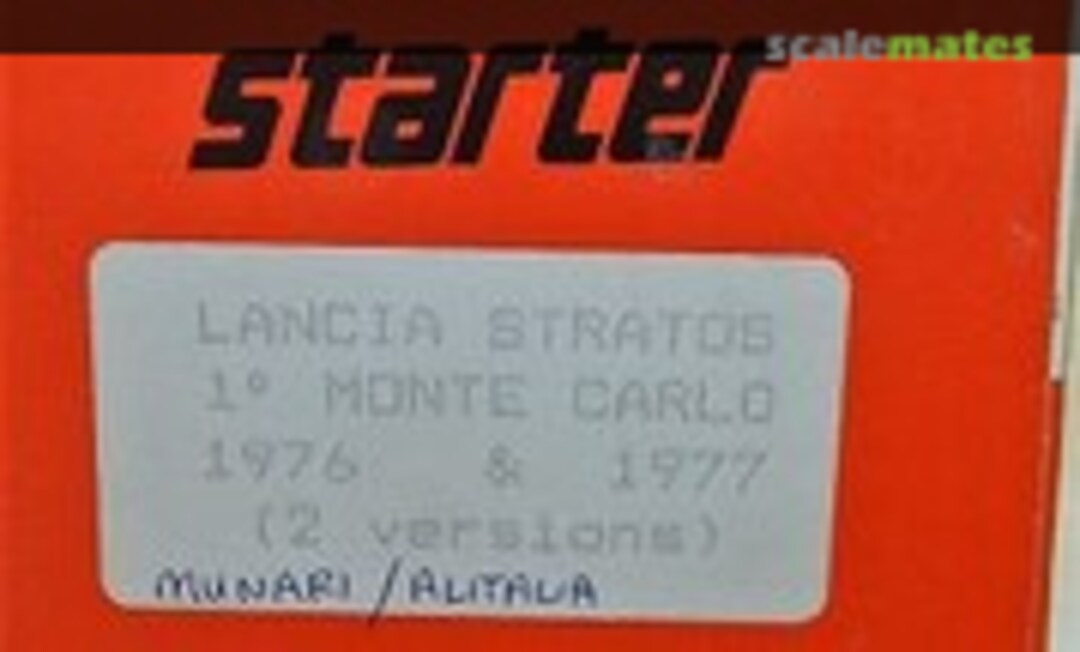 scalemates
starter
LANCIA STRATOS
1° MONTE CARLO
1976 & 1977
(2 versions)
MUNARI / ALITALIA